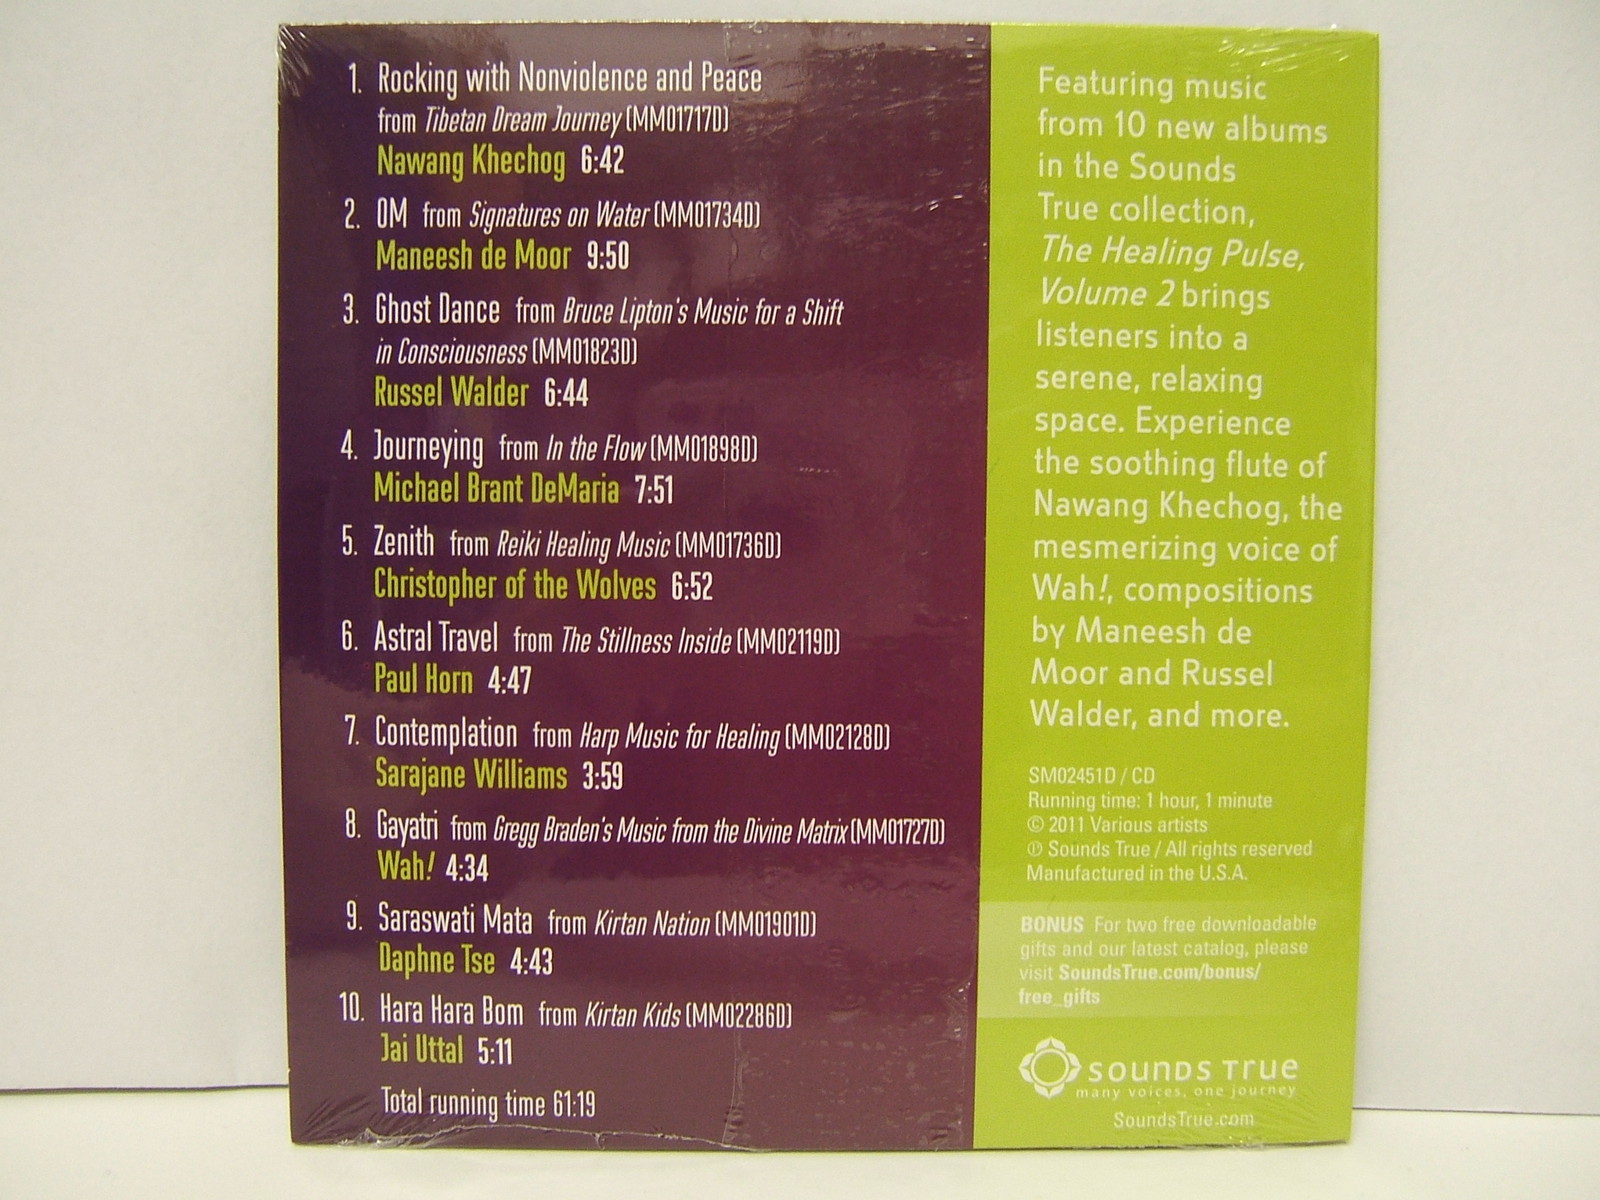 1. Rocking with Nonviolence and Peace
from Tibetan Dream Journey (MM01717D)
Nawang Khechog 6:42
2. OM from Signatures on Water (MM01734D)
Maneesh de Moor 9:50
3. Ghost Dance from Bruce Lipton's Music for a Shift
in Consciousness (MM01823D)
Russel Walder 6:44
4. Journeying from In the Flow (MM01898D)
Michael Brant DeMaria 7:51
5. Zenith from Reiki Healing Music (MM01736D)
Christopher of the Wolves 6:52
6. Astral Travel from The Stillness Inside (MM02119D)
Paul Horn 4:47
7. Contemplation from Harp Music for Healing (MM02128D)
Sarajane Williams 3:59
8. Gayatri from Gregg Braden's Music from the Divine Matrix (MM01727D)
Wah! 4:34
9. Saraswati Mata from Kirtan Nation (MM01901D)
Daphne Tse 4:43
10. Hara Hara Bom from Kirtan Kids (MM02286D)
Jai Uttal 5:11
Total running time 61:19
Featuring music
from 10 new albums
in the Sounds
True collection,
The Healing Pulse,
Volume 2 brings
listeners into a
serene, relaxing
space. Experience
the soothing flute of
Nawang Khechog, the
mesmerizing voice of
Wah!, compositions
by Maneesh de
Moor and Russel
Walder, and more.
SM02451D / CD
Running time: 1 hour, 1 minute
© 2011 Various artists
℗ Sounds True / All rights reserved
Manufactured in the U.S.A.
BONUS For two free downloadable
gifts and our latest catalog, please
visit SoundsTrue.com/bonus/
free_gifts
SOUNDS TRUE
many voices, one journey
SoundsTrue.com